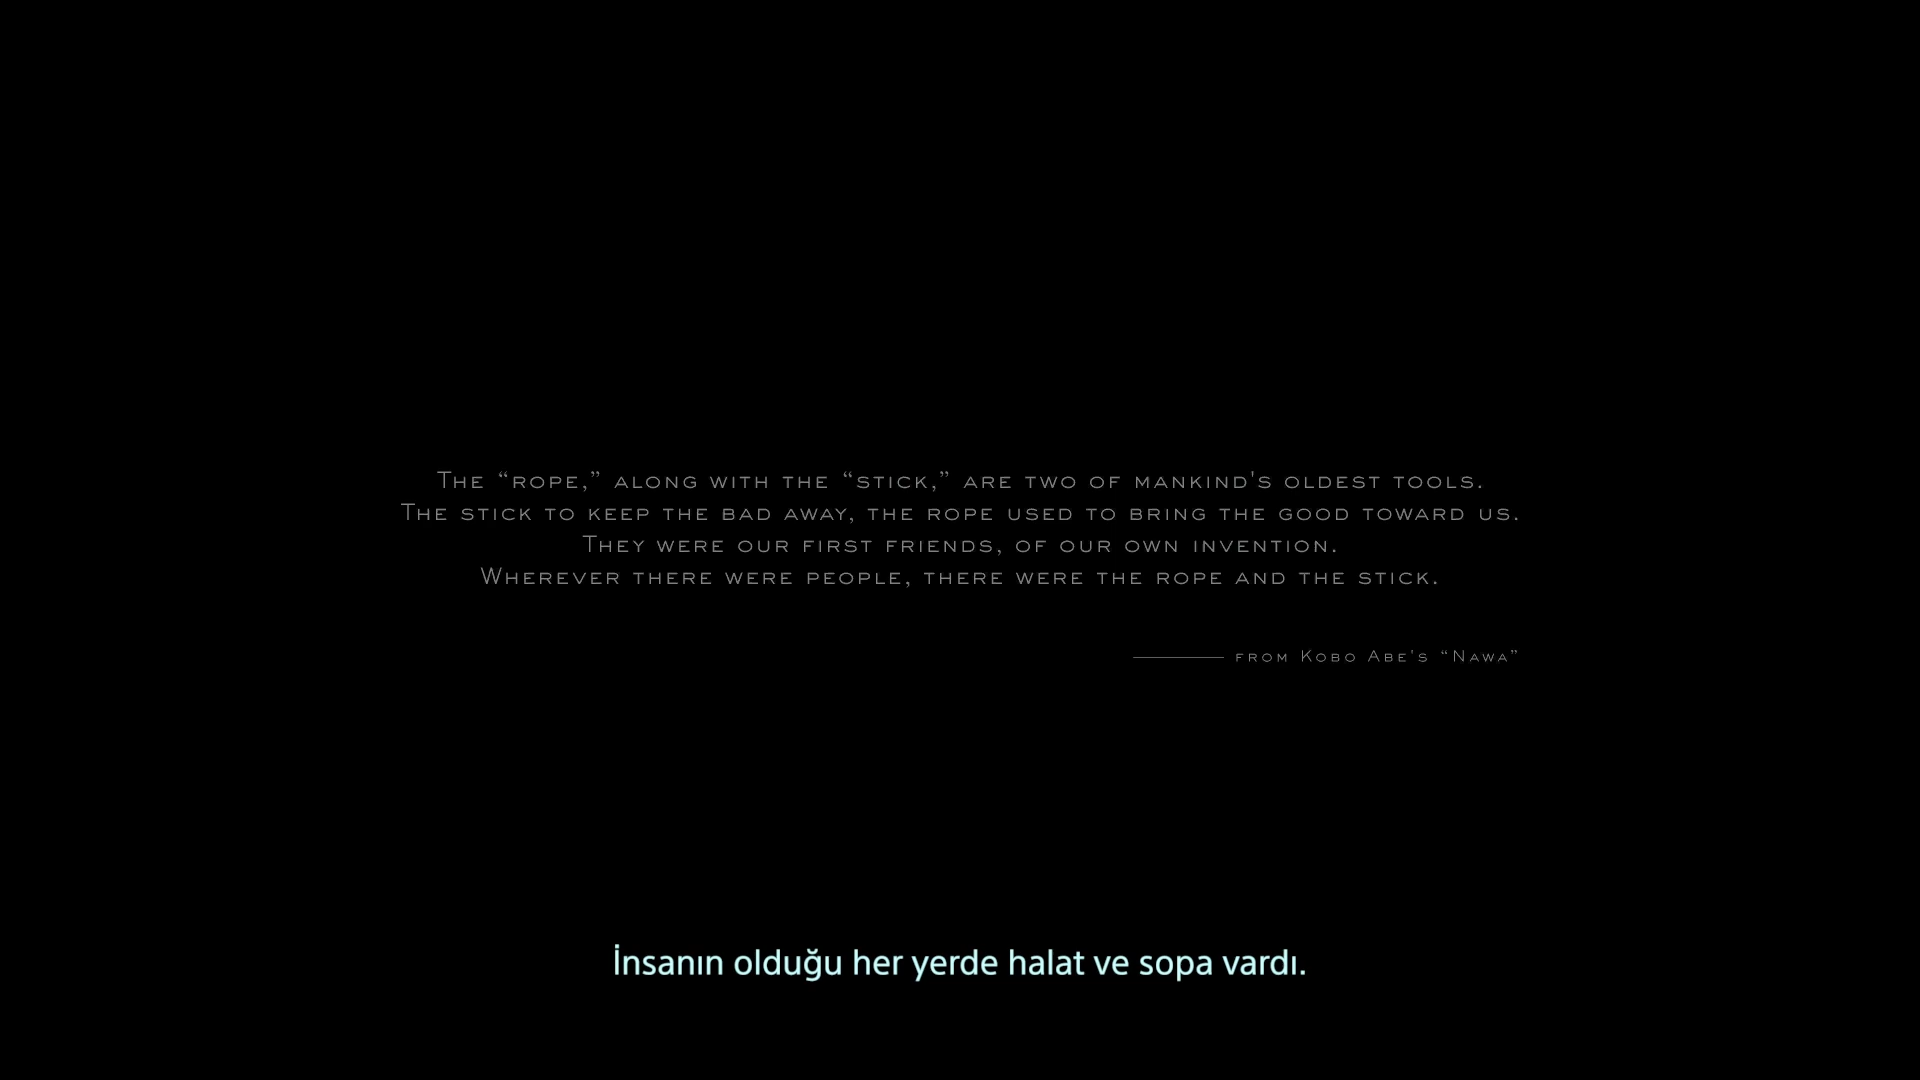 The “rope,” along with the “stick,” are two of mankind's oldest tools.
The stick to keep the bad away, the rope used to bring the good toward us.
They were our first friends, of our own invention.
Wherever there were people, there were the rope and the stick.
from Kobo Abe's “Nawa”
İnsanın olduğu her yerde halat ve sopa vardı.